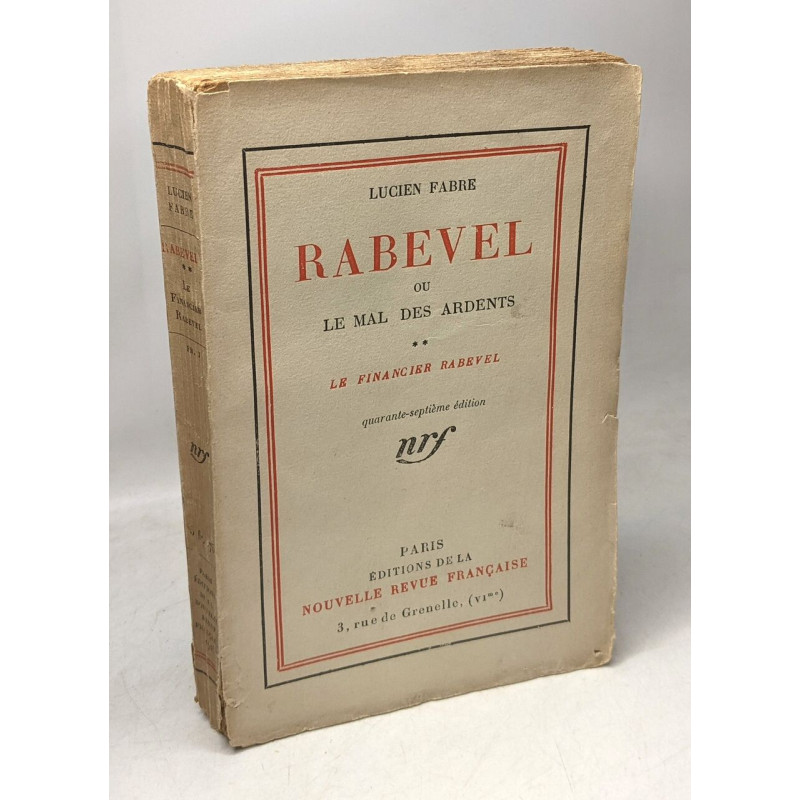 LUCIEN FABRE
RABEVEL
OU
LE MAL DES ARDENTS
**
LE FINANCIER RABEVEL
quarante-septième édition
nrf
PARIS
ÉDITIONS DE LA
NOUVELLE REVUE FRANÇAISE
3, rue de Grenelle, (VIme)
LUCIEN
FABRE
RABEVEL
**
LE
FINANCIER
RABEVEL
nrf
PARIS